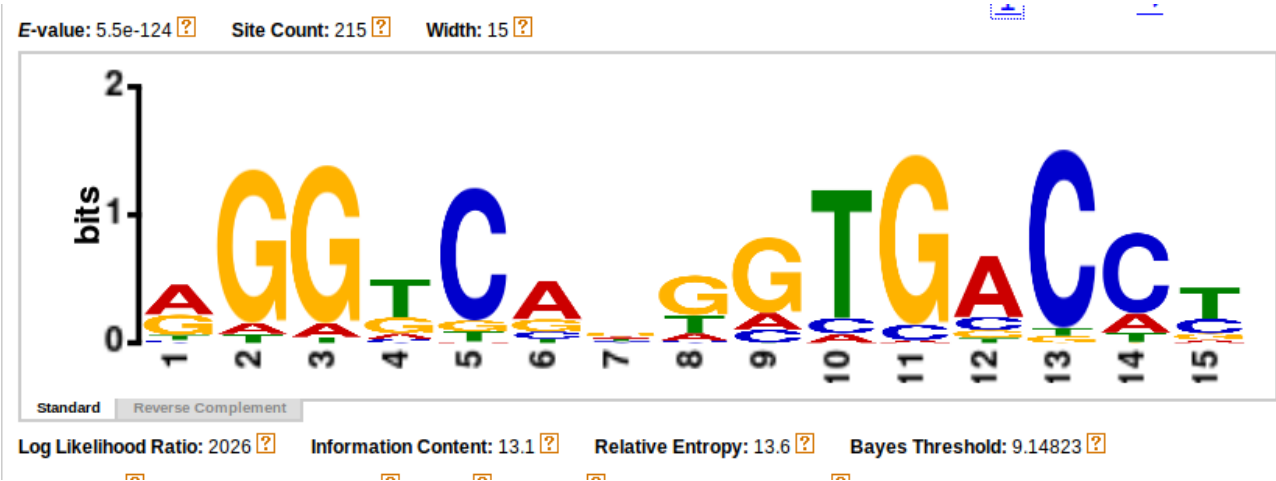 E-value: 5.5e-124 ? Site Count: 215 ? Width: 15 ?
2
bits
1
0
A G G T C A G G T G A C C T
1 2 3 4 5 6 7 8 9 10 11 12 13 14 15
Standard Reverse Complement
Log Likelihood Ratio: 2026 ? Information Content: 13.1 ? Relative Entropy: 13.6 ? Bayes Threshold: 9.14823 ?